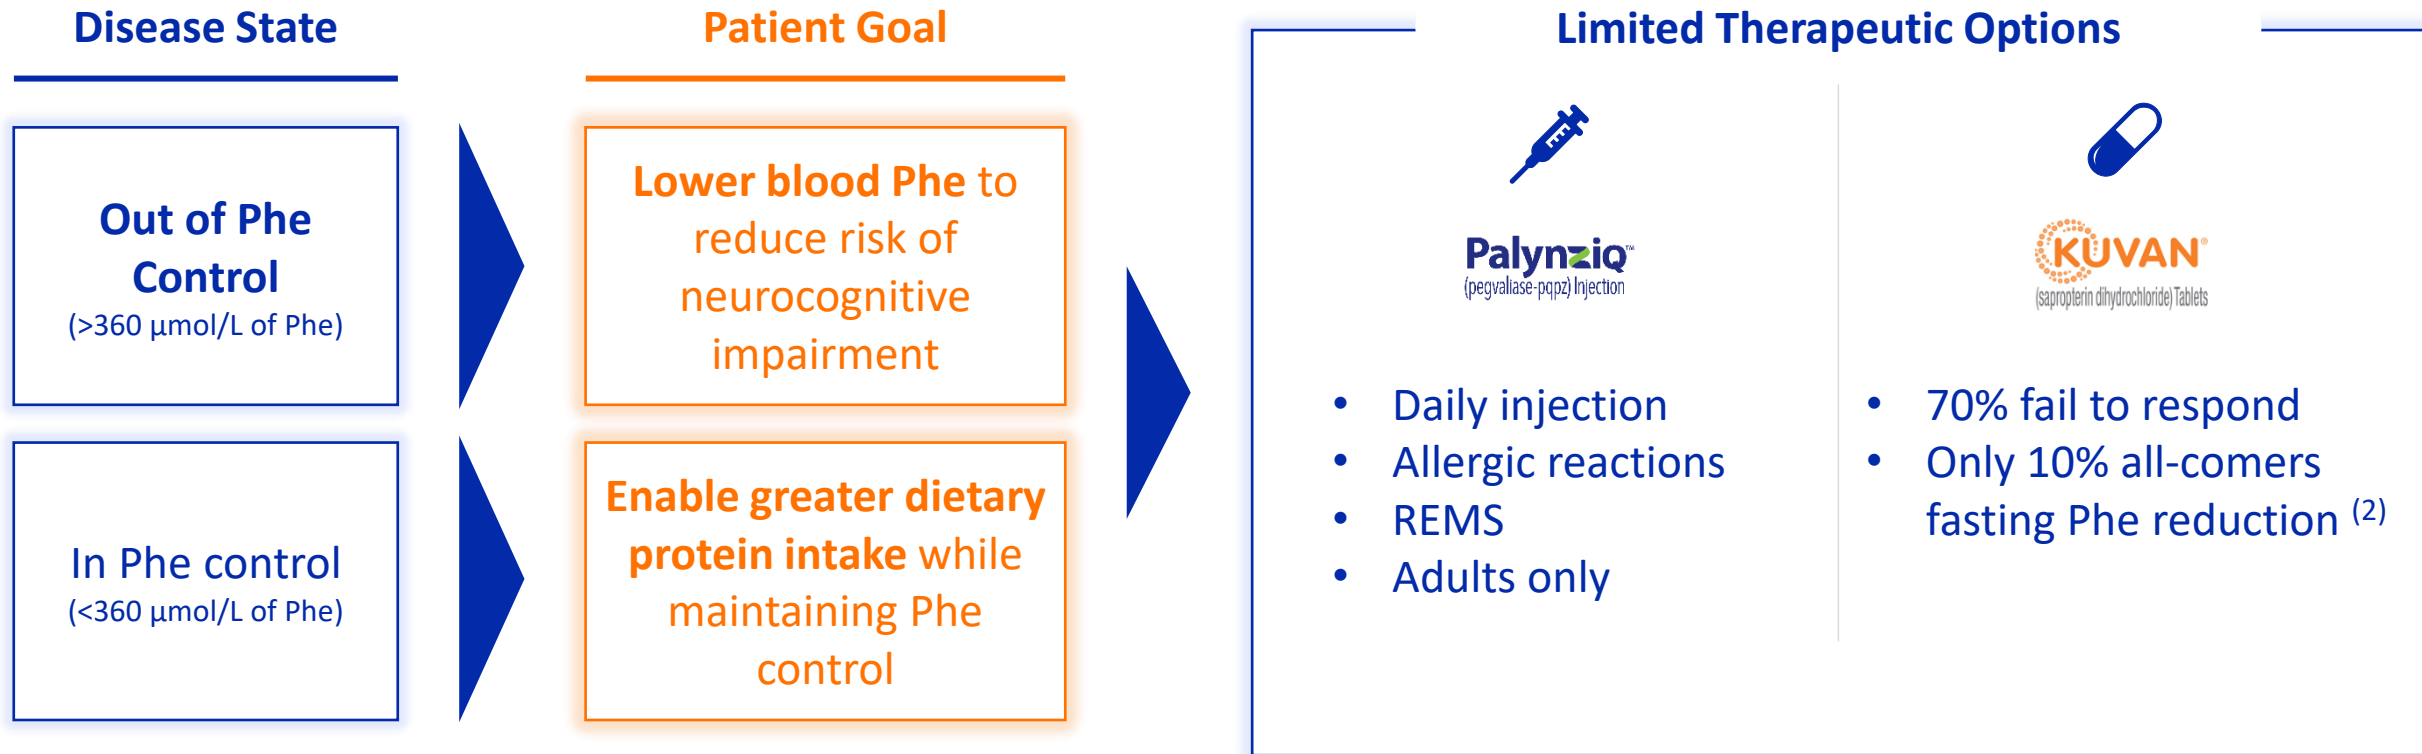 Disease State
Out of Phe
Control
(>360 µmol/L of Phe)
In Phe control
(<360 µmol/L of Phe)
Patient Goal
Lower blood Phe to
reduce risk of
neurocognitive
impairment
Enable greater dietary
protein intake while
maintaining Phe
control
Limited Therapeutic Options
Palynziq™
(pegvaliase-pqpz) Injection
• Daily injection
• Allergic reactions
• REMS
• Adults only
KUVAN®
(sapropterin dihydrochloride) Tablets
• 70% fail to respond
• Only 10% all-comers
fasting Phe reduction (2)